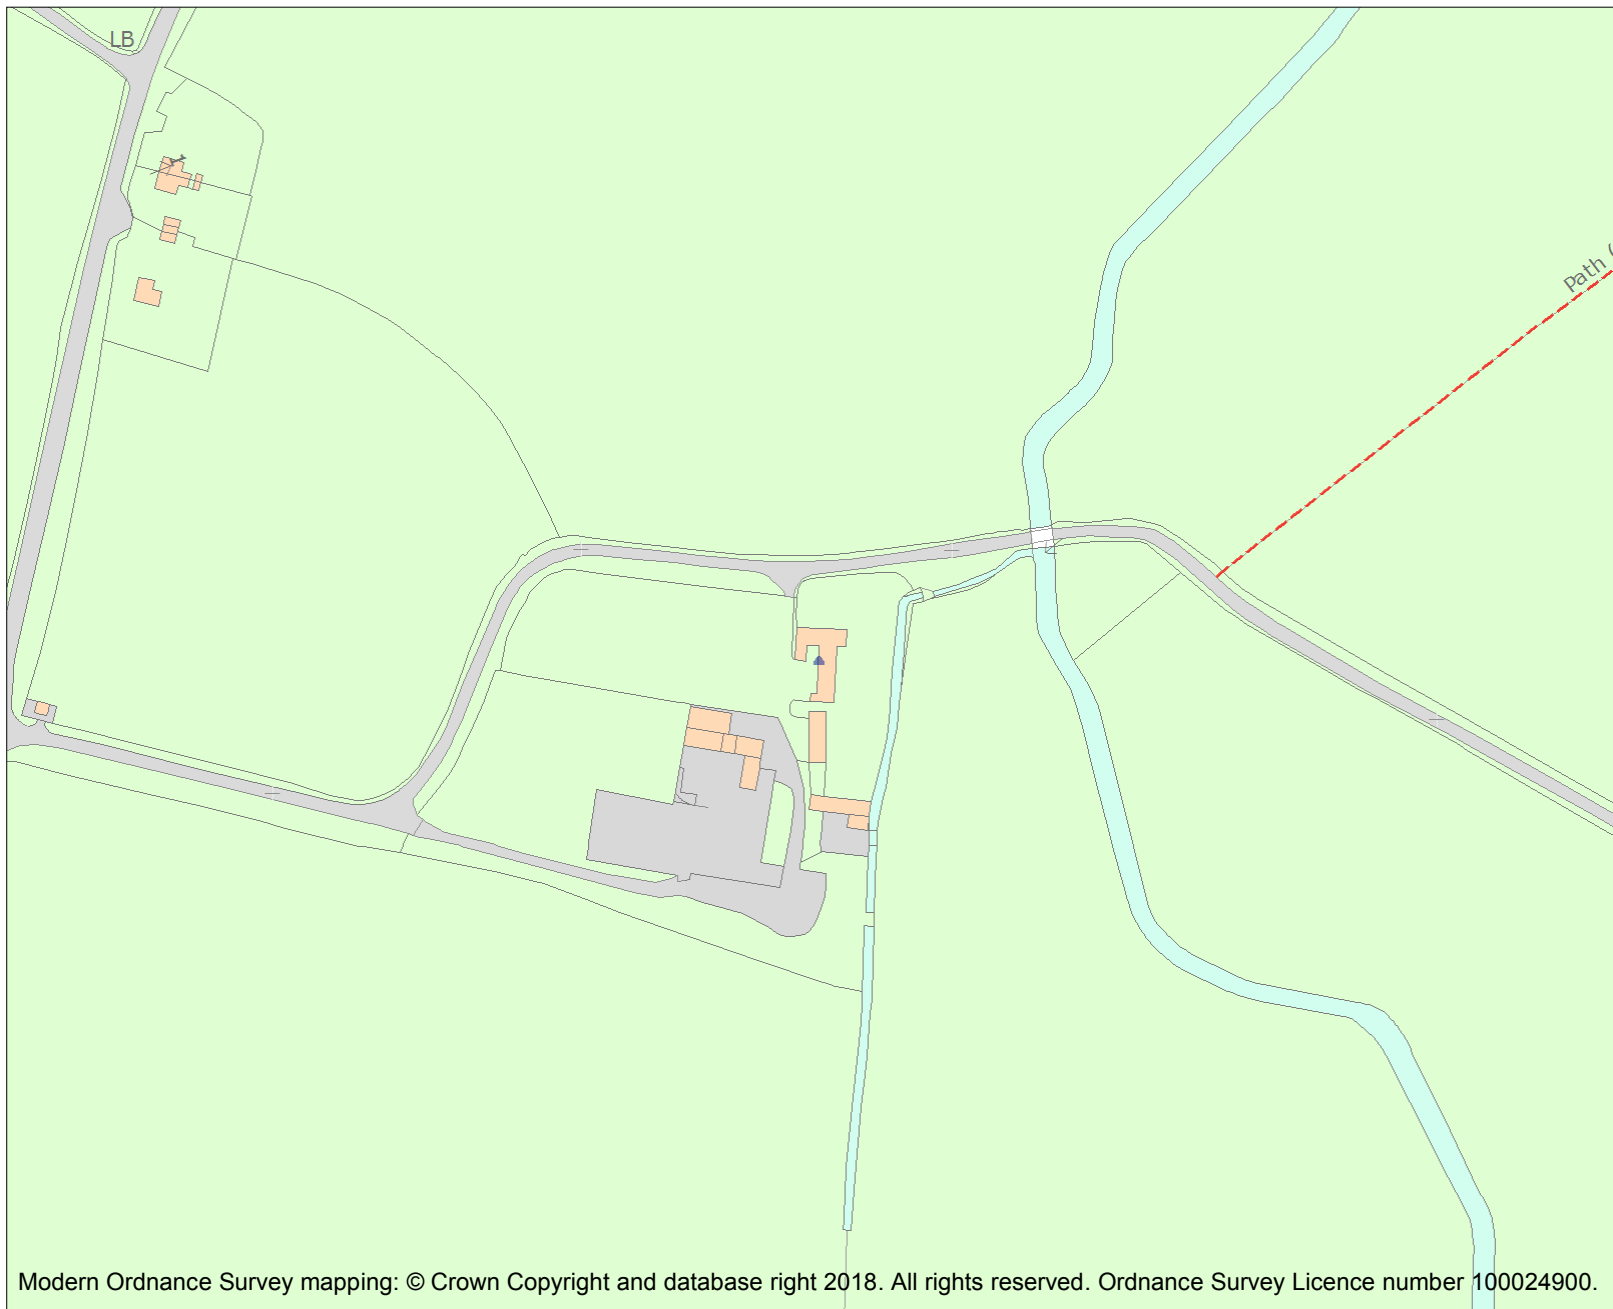 LB
1
Path (
Modern Ordnance Survey mapping: © Crown Copyright and database right 2018. All rights reserved. Ordnance Survey Licence number 100024900.